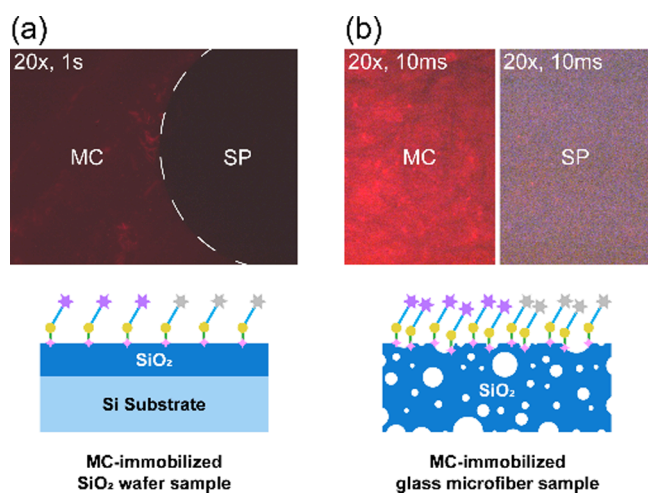 (a)
20x, 1s
MC
SP
SiO₂
Si Substrate
MC-immobilized
SiO₂ wafer sample
(b)
20x, 10ms
MC
20x, 10ms
SP
SiO₂
MC-immobilized
glass microfiber sample